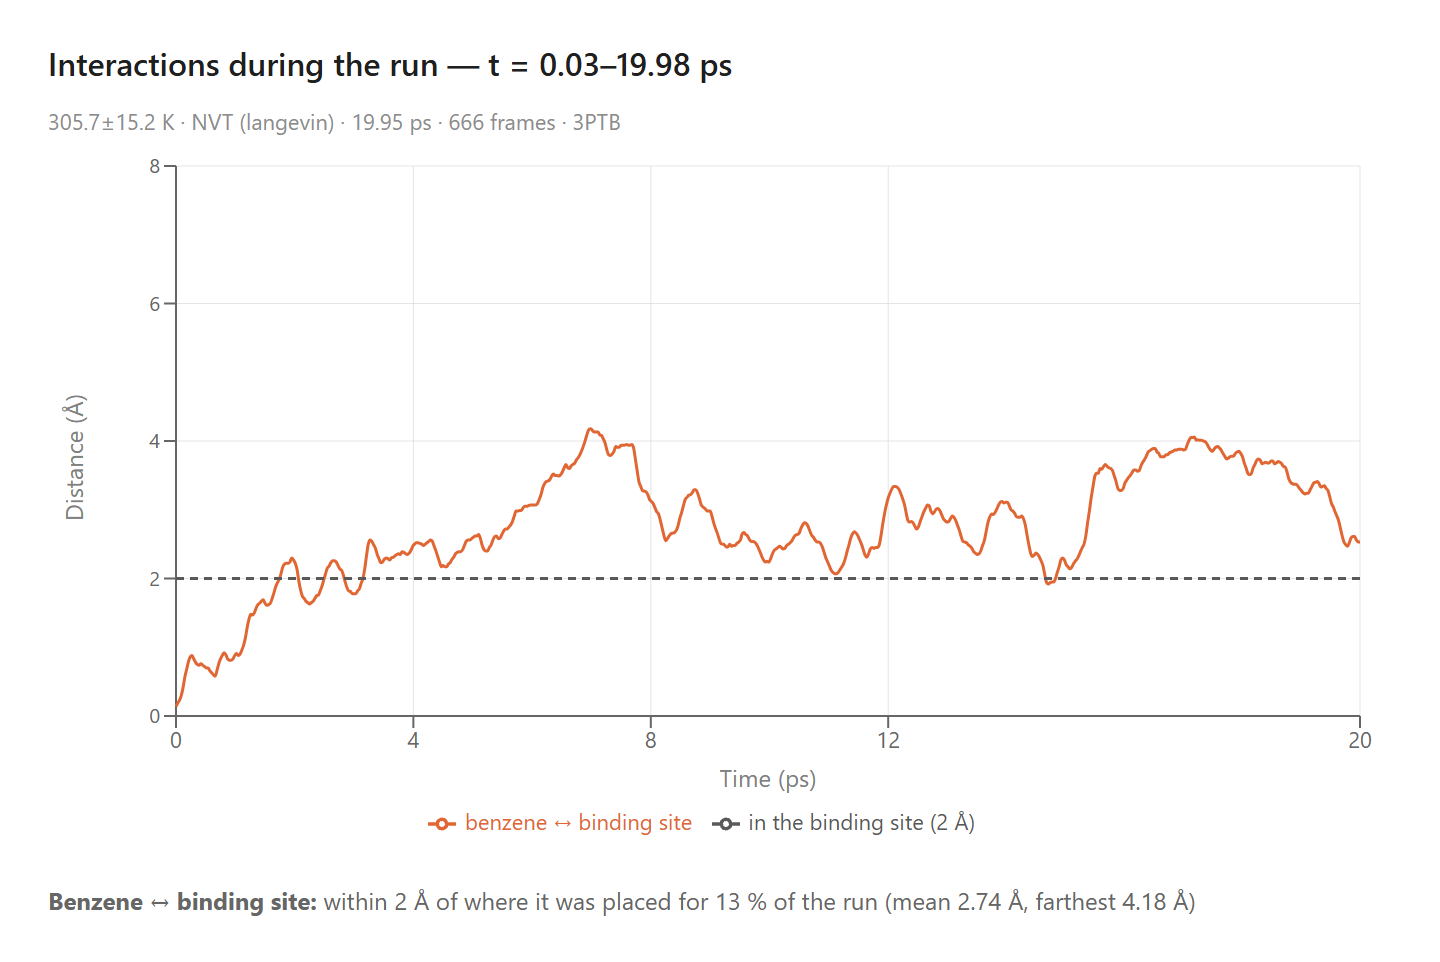 Interactions during the run — t = 0.03–19.98 ps
305.7±15.2 K · NVT (langevin) · 19.95 ps · 666 frames · 3PTB
8
6
4
2
0
Distance (Å)
0 4 8 12 20
Time (ps)
benzene ↔ binding site in the binding site (2 Å)
Benzene ↔ binding site: within 2 Å of where it was placed for 13 % of the run (mean 2.74 Å, farthest 4.18 Å)